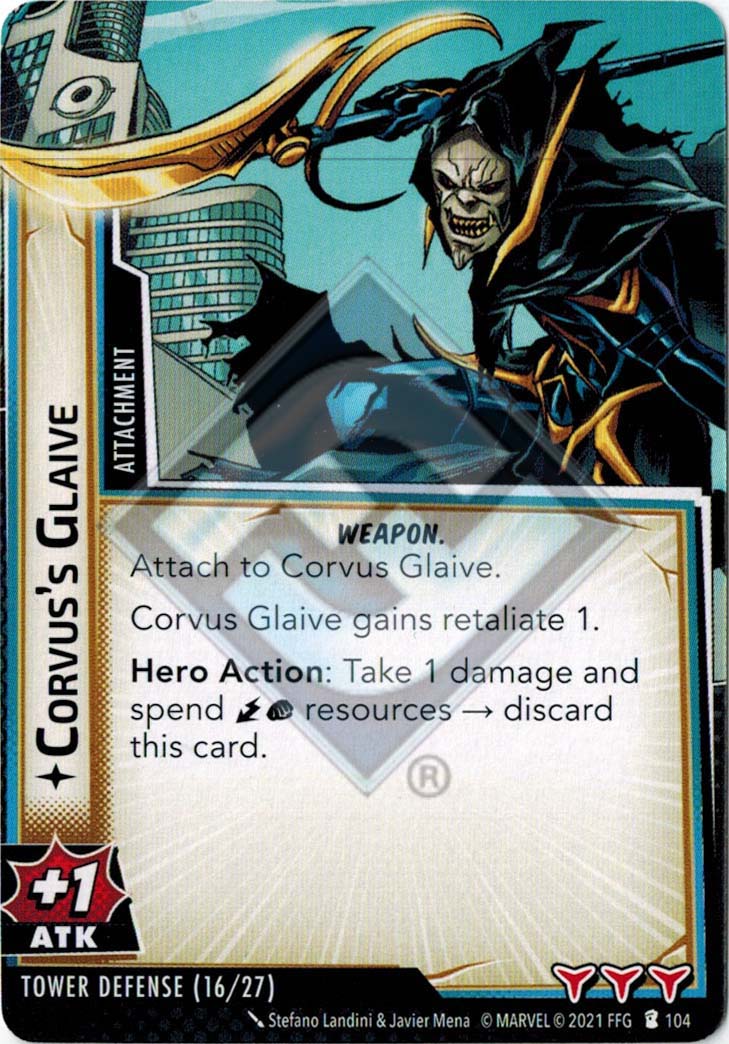 ATTACHMENT
CORVUS'S GLAIVE
WEAPON.
Attach to Corvus Glaive.
Corvus Glaive gains retaliate 1.
Hero Action: Take 1 damage and
spend resources → discard
this card.
®
+1
ATK
TOWER DEFENSE (16/27)
Stefano Landini & Javier Mena © MARVEL © 2021 FFG 104